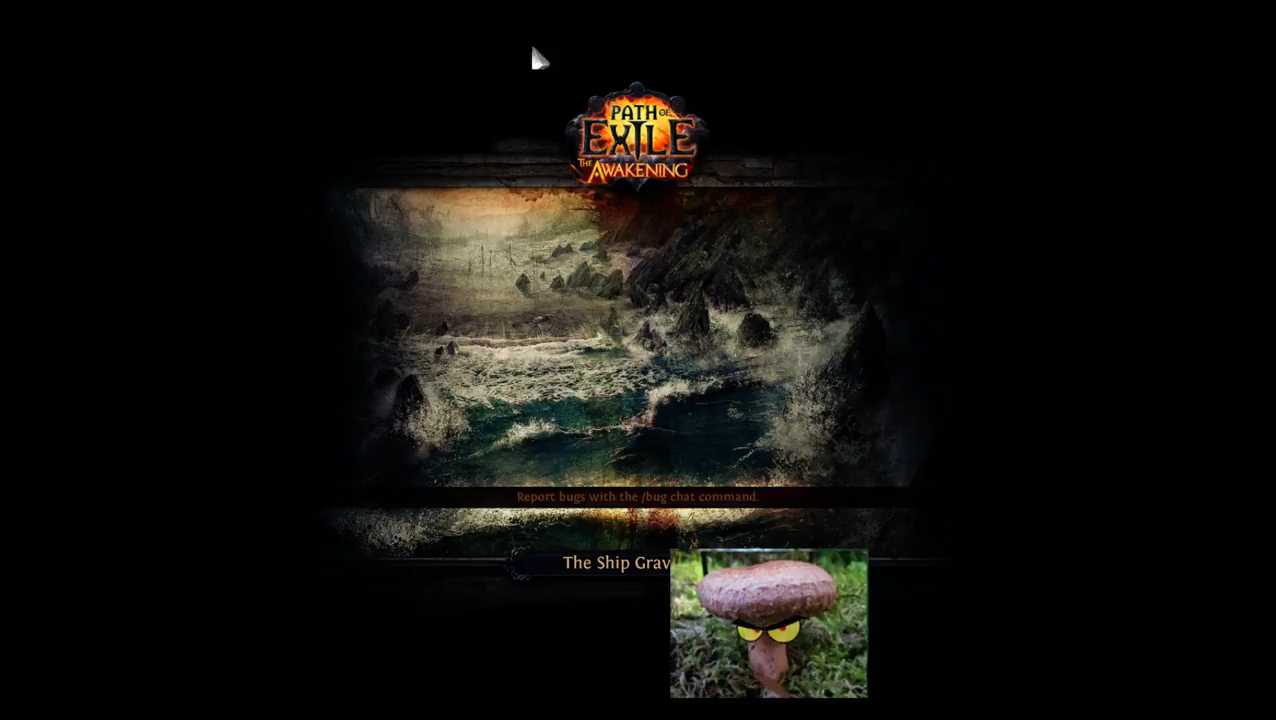 PATH OF
EXILE
THE AWAKENING
Report bugs with the /bug chat command.
The Ship Grav